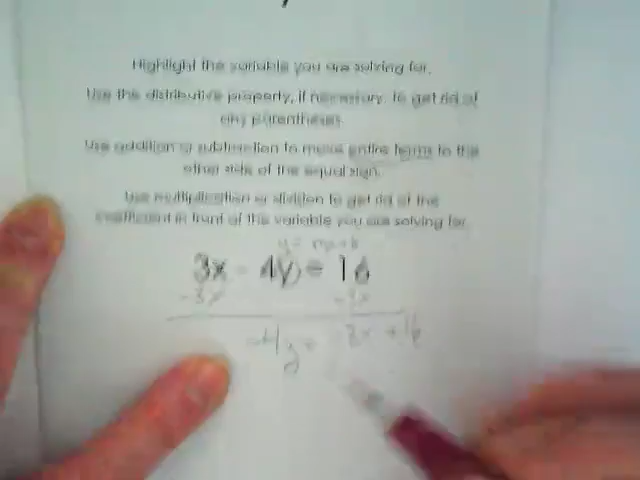 Highlight the variable you are solving for.
Use the distributive property, if necessary, to get rid of
any parentheses.
Use addition or subtraction to move entire terms to the
other side of the equal sign.
Use multiplication or division to get rid of the
coefficient in front of the variable you are solving for.
y = mx+b
3x - 4y = 16
-3x -3x
-4y = -3x +16